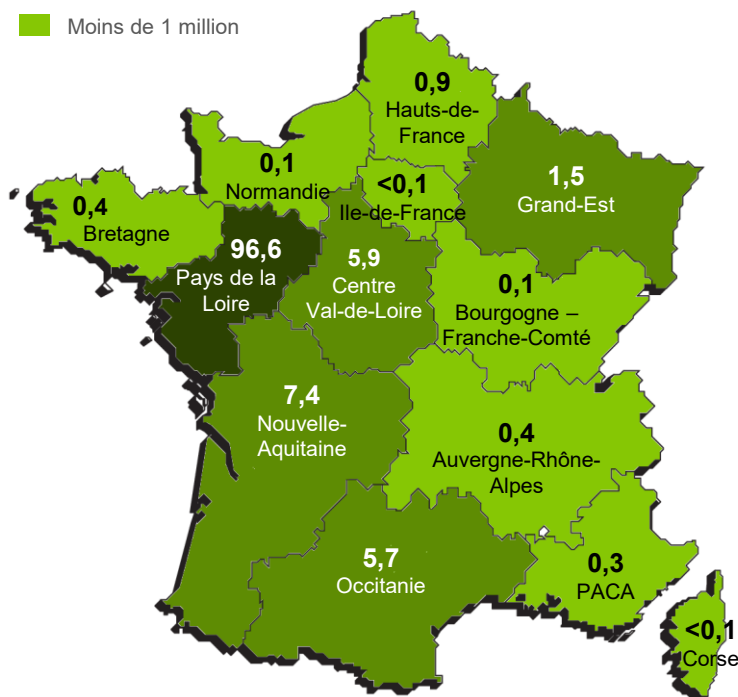 Moins de 1 million
0,9
Hauts-de-
France
0,1
Normandie
<0,1
Ile-de-France
1,5
Grand-Est
0,4
Bretagne
96,6
Pays de la
Loire
5,9
Centre
Val-de-Loire
0,1
Bourgogne –
Franche-Comté
7,4
Nouvelle-
Aquitaine
0,4
Auvergne-Rhône-
Alpes
5,7
Occitanie
0,3
PACA
<0,1
Corse